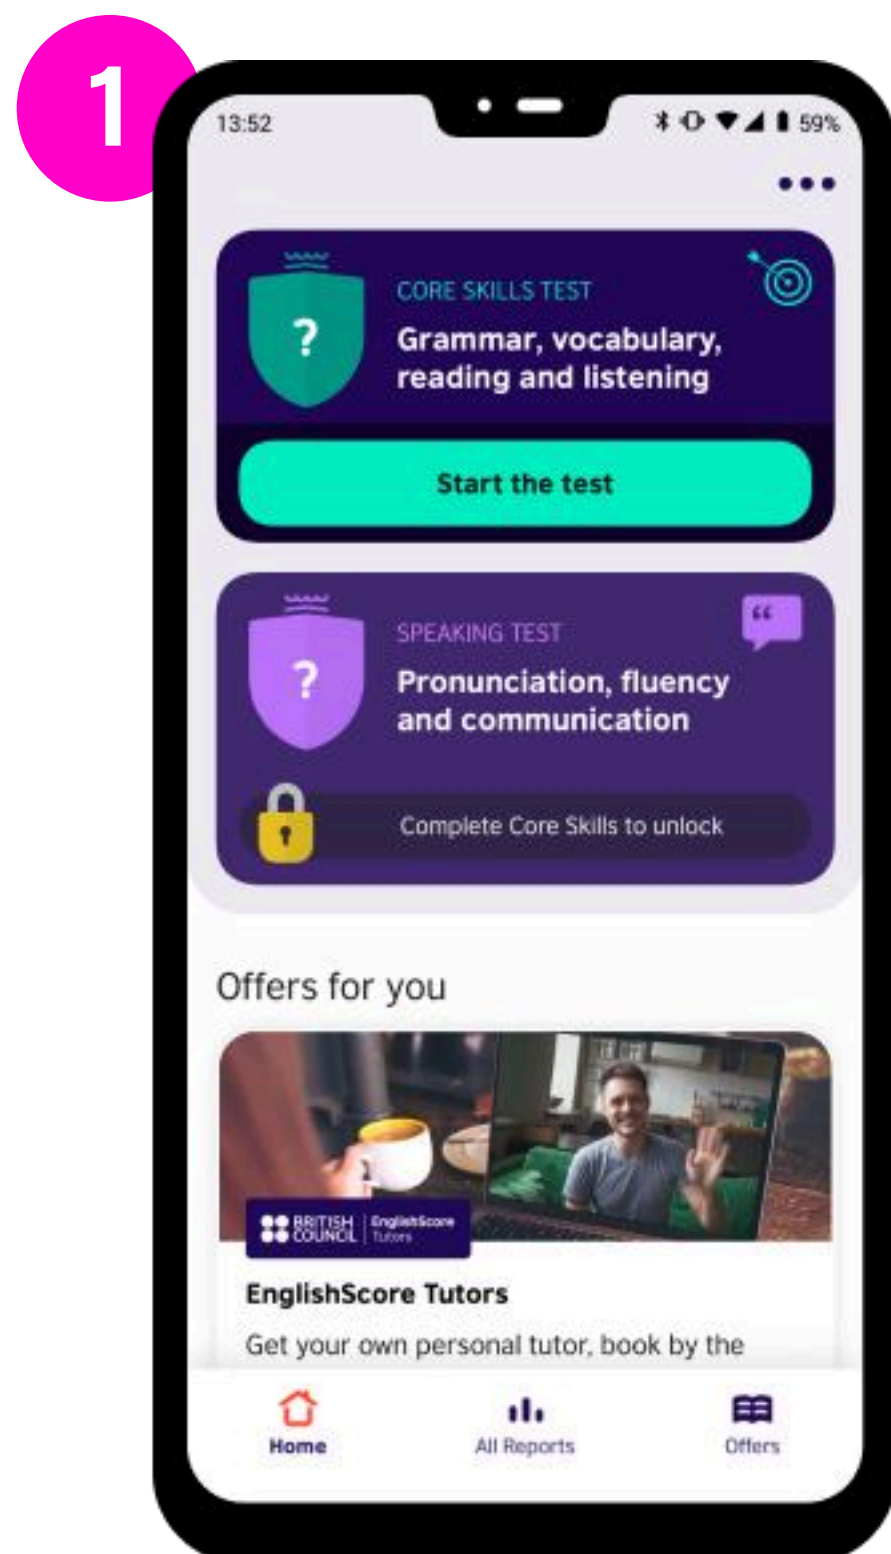 1
13:52
59%
CORE SKILLS TEST
?
Grammar, vocabulary,
reading and listening
Start the test
SPEAKING TEST
“
?
Pronunciation, fluency
and communication
Complete Core Skills to unlock
Offers for you
BRITISH
COUNCIL
EnglishScore
Tutors
EnglishScore Tutors
Get your own personal tutor, book by the
Home
All Reports
Offers